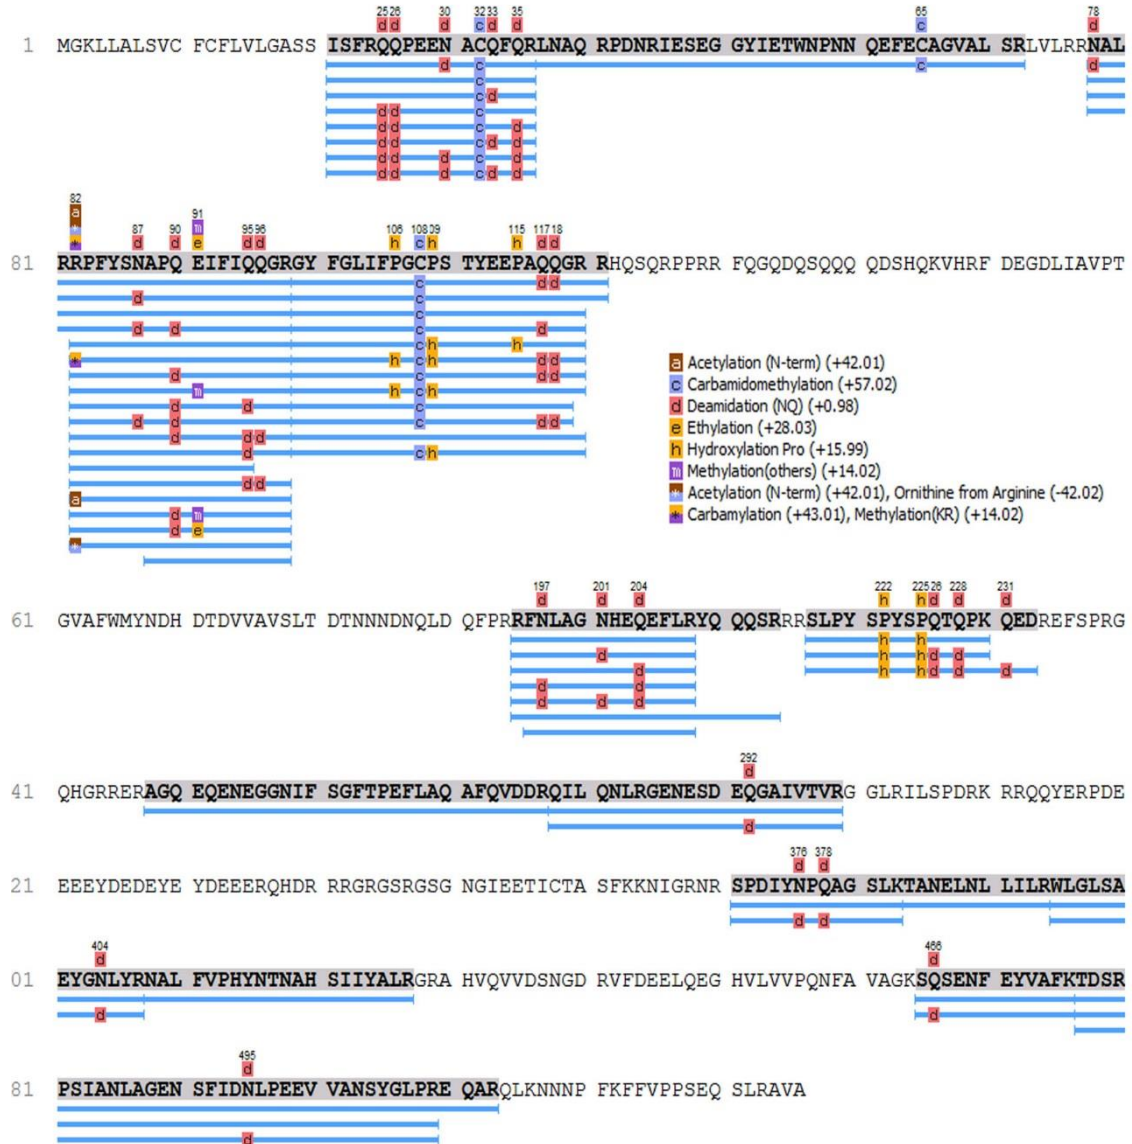 25 26 30 32 33 35 65 78
d d d c d d c d
1 MGKLLALSVC FCFLVLGASS ISFRQQPEEN ACQFQRLNAQ RPDNRIESEG GYIETWNPNN QEFECAGVAL SRLVLRRNAL
d c c d
c
c d
d d c
d d c d
d d c d
d d d c
d d c d d
82
a 91
* 87 90 m 95 96 106 108 09 115 117 18
* d d e d d h c h h d d
81 RRPFYSNAPQ EIFIQQGRGY FGLIFPGCPS TYEEPAQQGR RHQSQRPPRR FQGQDQSQQQ QDSHQKVHRF DEGDLIAVPT
c d d
d c
c
d d c d
c h h
* h c h d d
d c d d
m h c h
d d c
d d c d d
d d d
d c h
d d
a
d m
d e
*
a Acetylation (N-term) (+42.01)
c Carbamidomethylation (+57.02)
d Deamidation (NQ) (+0.98)
e Ethylation (+28.03)
h Hydroxylation Pro (+15.99)
m Methylation(others) (+14.02)
* Acetylation (N-term) (+42.01), Ornithine from Arginine (-42.02)
* Carbamylation (+43.01), Methylation(KR) (+14.02)
197 201 204 222 225 26 228 231
d d d h h d d d
61 GVAFWMYNDH DTDVVAVSLT DTNNNDNQLD QFPRRFNLAG NHEQEFLRYQ QQSRRRSLPY SPYSPQTQPK QEDREFSPRG
h h
d h h d d
d h h d d d
d d
d d d
292
d
41 QHGRRERAGQ EQENEGGNIF SGFTPEFLAQ AFQVDDRQIL QNLRGENESD EQGAIVTVRG GLRILSPDRK RRQQYERPDE
d
376 378
d d
21 EEEYDEDEYE YDEEERQHDR RRGRGSRGSG NGIEETICTA SFKKNIGRNR SPDIYNPQAG SLKTANELNL LILRWLGLSA
d d
404 466
d d
01 EYGNLYRNAL FVPHYNTNAH SIIYALRGRA HVQVVDSNGD RVFDEELQEG HVLVVPQNFA VAGKSQSENF EYVAFKTDSR
d d
495
d
81 PSIANLAGEN SFIDNLPEEV VANSYGLPRE QARQLKNNNP FKFFVPPSEQ SLRAVA
d